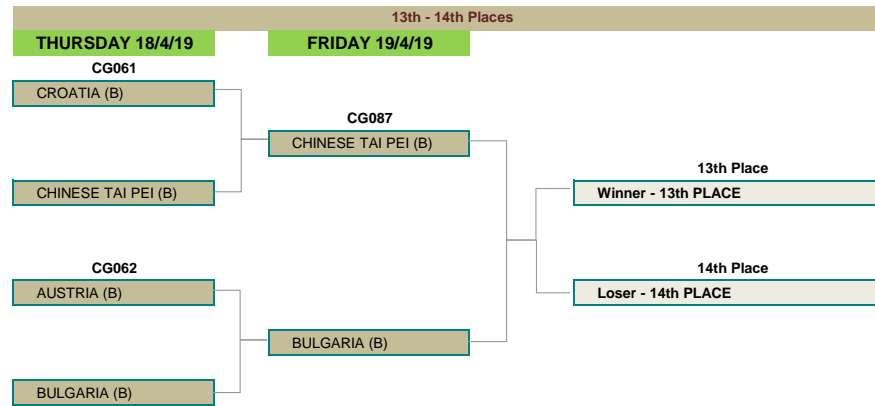 13th - 14th Places
THURSDAY 18/4/19 FRIDAY 19/4/19
CG061
CROATIA (B)
CG087
CHINESE TAI PEI (B)
13th Place
CHINESE TAI PEI (B)
Winner - 13th PLACE
CG062
14th Place
AUSTRIA (B)
Loser - 14th PLACE
BULGARIA (B)
BULGARIA (B)